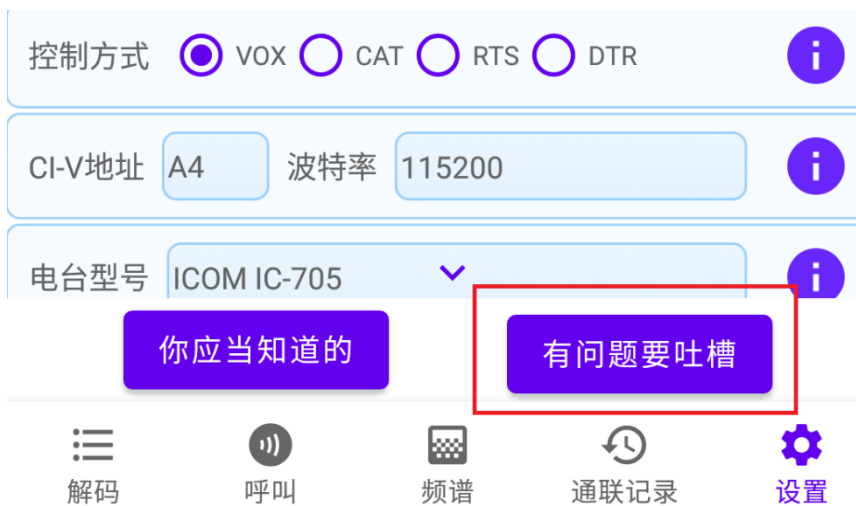 控制方式 VOX CAT RTS DTR
CI-V地址 A4 波特率 115200
电台型号 ICOM IC-705
你应当知道的 有问题要吐槽
解码 呼叫 频谱 通联记录 设置